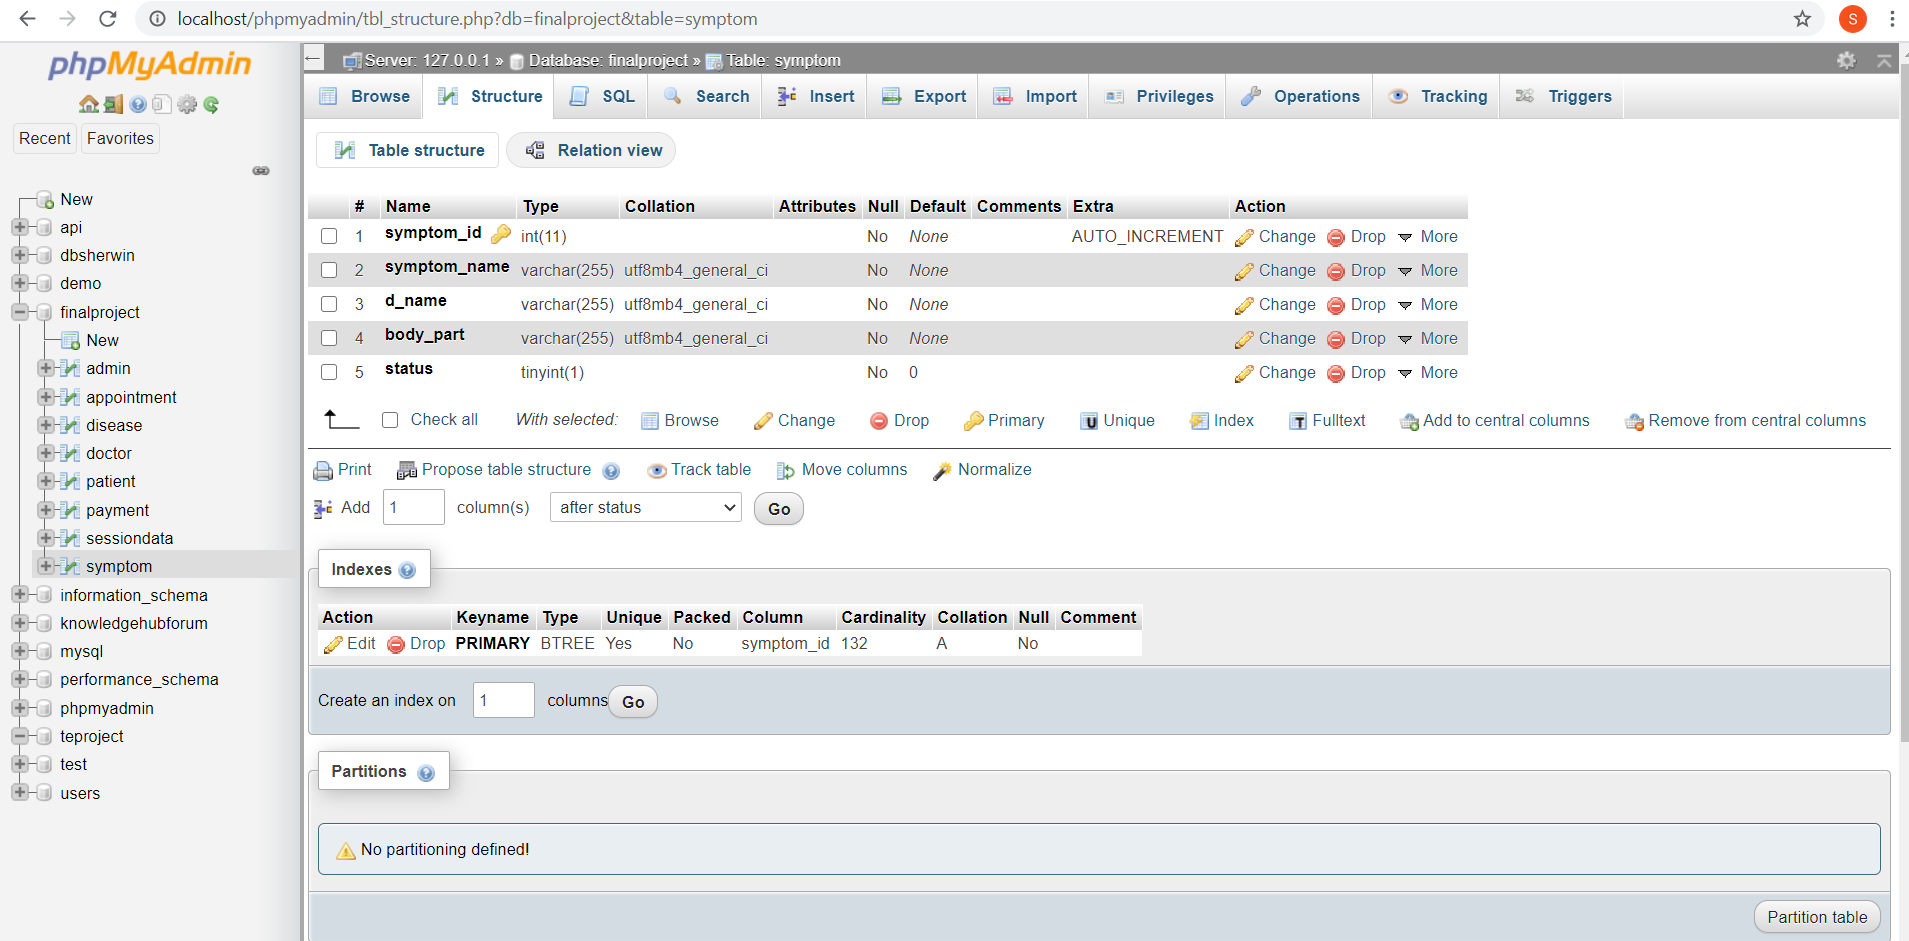 localhost/phpmyadmin/tbl_structure.php?db=finalproject&table=symptom
S
phpMyAdmin
Recent Favorites
New
api
dbsherwin
demo
finalproject
New
admin
appointment
disease
doctor
patient
payment
sessiondata
symptom
information_schema
knowledgehubforum
mysql
performance_schema
phpmyadmin
teproject
test
users
Server: 127.0.0.1 » Database: finalproject » Table: symptom
Browse Structure SQL Search Insert Export Import Privileges Operations Tracking Triggers
Table structure Relation view
# Name Type Collation Attributes Null Default Comments Extra Action
1 symptom_id int(11) No None AUTO_INCREMENT Change Drop More
2 symptom_name varchar(255) utf8mb4_general_ci No None Change Drop More
3 d_name varchar(255) utf8mb4_general_ci No None Change Drop More
4 body_part varchar(255) utf8mb4_general_ci No None Change Drop More
5 status tinyint(1) No 0 Change Drop More
Check all With selected: Browse Change Drop Primary Unique Index Fulltext Add to central columns Remove from central columns
Print Propose table structure Track table Move columns Normalize
Add 1 column(s) after status Go
Indexes
Action Keyname Type Unique Packed Column Cardinality Collation Null Comment
Edit Drop PRIMARY BTREE Yes No symptom_id 132 A No
Create an index on 1 columns Go
Partitions
No partitioning defined!
Partition table